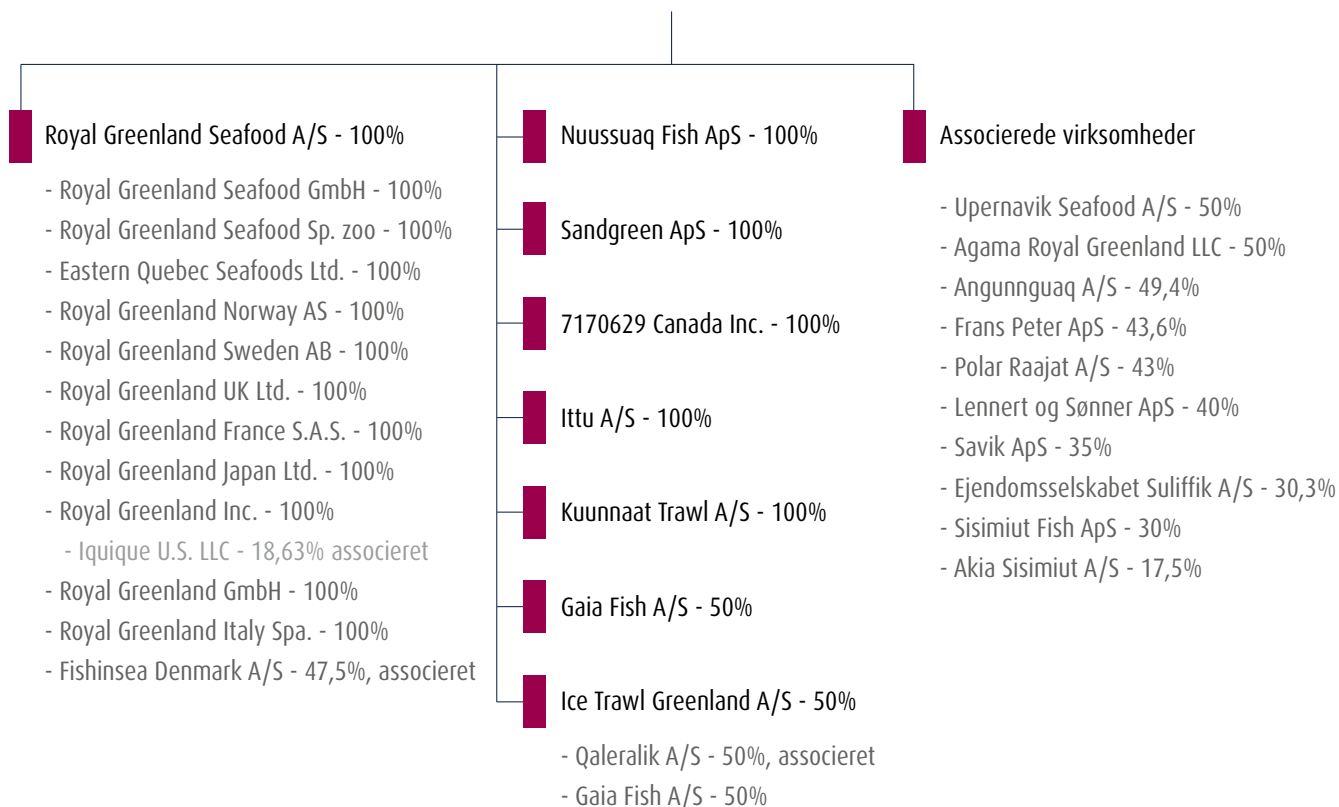 Royal Greenland Seafood A/S - 100%
- Royal Greenland Seafood GmbH - 100%
- Royal Greenland Seafood Sp. zoo - 100%
- Eastern Quebec Seafoods Ltd. - 100%
- Royal Greenland Norway AS - 100%
- Royal Greenland Sweden AB - 100%
- Royal Greenland UK Ltd. - 100%
- Royal Greenland France S.A.S. - 100%
- Royal Greenland Japan Ltd. - 100%
- Royal Greenland Inc. - 100%
- Iquique U.S. LLC - 18,63% associeret
- Royal Greenland GmbH - 100%
- Royal Greenland Italy Spa. - 100%
- Fishinsea Denmark A/S - 47,5%, associeret
Nuussuaq Fish ApS - 100%
Sandgreen ApS - 100%
7170629 Canada Inc. - 100%
Ittu A/S - 100%
Kuunnaat Trawl A/S - 100%
Gaia Fish A/S - 50%
Ice Trawl Greenland A/S - 50%
- Qaleralik A/S - 50%, associeret
- Gaia Fish A/S - 50%
Associerede virksomheder
- Upernavik Seafood A/S - 50%
- Agama Royal Greenland LLC - 50%
- Angunnguaq A/S - 49,4%
- Frans Peter ApS - 43,6%
- Polar Raajat A/S - 43%
- Lennert og Sønner ApS - 40%
- Savik ApS - 35%
- Ejendomsselskabet Suliffik A/S - 30,3%
- Sisimiut Fish ApS - 30%
- Akia Sisimiut A/S - 17,5%